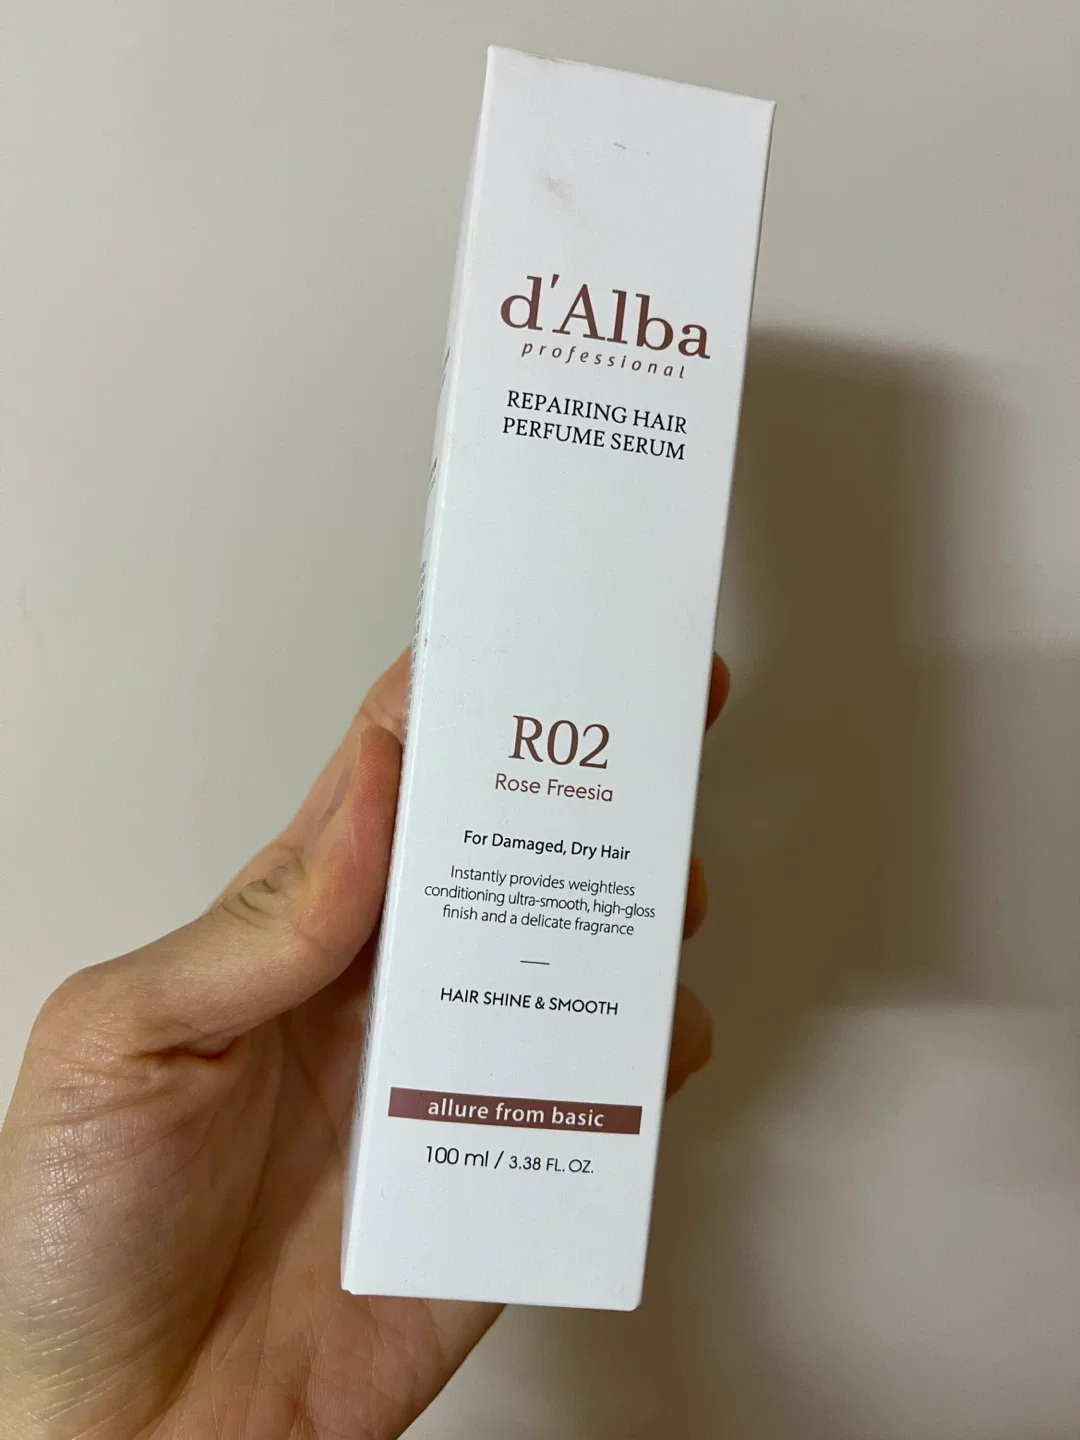 d'Alba
professional
REPAIRING HAIR
PERFUME SERUM
R02
Rose Freesia
For Damaged, Dry Hair
Instantly provides weightless
conditioning ultra-smooth, high-gloss
finish and a delicate fragrance
HAIR SHINE & SMOOTH
allure from basic
100 ml / 3.38 FL. OZ.